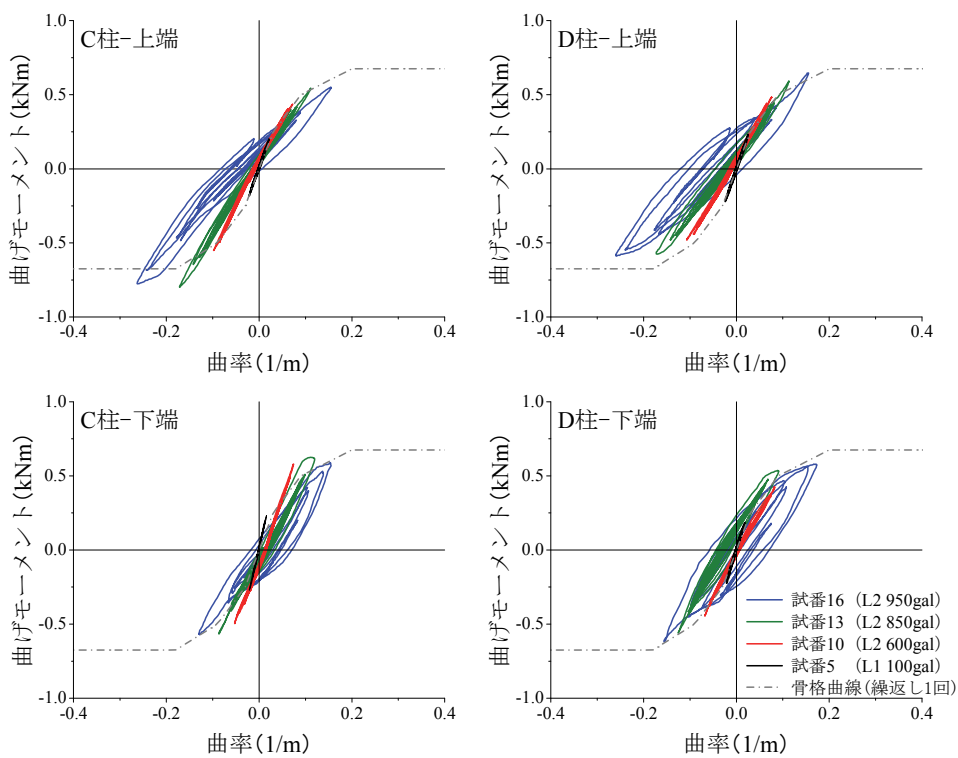 C柱-上端
曲げモーメント(kNm)
1.0
0.5
0.0
-0.5
-1.0
-0.4 -0.2 0.0 0.2 0.4
曲率(1/m)
D柱-上端
曲げモーメント(kNm)
1.0
0.5
0.0
-0.5
-1.0
-0.4 -0.2 0.0 0.2 0.4
曲率(1/m)
C柱-下端
曲げモーメント(kNm)
1.0
0.5
0.0
-0.5
-1.0
-0.4 -0.2 0.0 0.2 0.4
曲率(1/m)
D柱-下端
曲げモーメント(kNm)
1.0
0.5
0.0
-0.5
-1.0
-0.4 -0.2 0.0 0.2 0.4
曲率(1/m)
試番16 (L2 950gal)
試番13 (L2 850gal)
試番10 (L2 600gal)
試番5 (L1 100gal)
骨格曲線(繰返し1回)